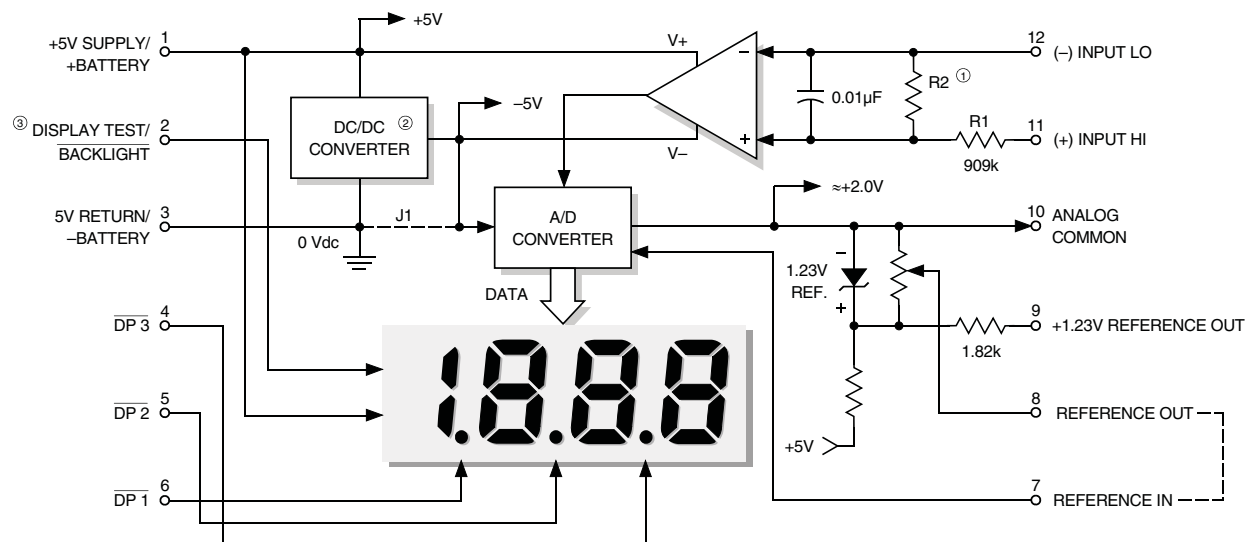 +5V
+5V SUPPLY/
+BATTERY
1
V+
12
(–) INPUT LO
–
R2 ①
0.01µF
–5V
③ DISPLAY TEST/
BACKLIGHT
2
DC/DC ②
CONVERTER
V–
+
R1
909k
11
(+) INPUT HI
≈+2.0V
5V RETURN/
–BATTERY
3
J1
0 Vdc
A/D
CONVERTER
10
ANALOG
COMMON
–
1.23V
REF.
+
DATA
DP 3
4
9
+1.23V REFERENCE OUT
1.82k
1.8.8.8
DP 2
5
8
REFERENCE OUT
+5V
DP 1
6
7
REFERENCE IN